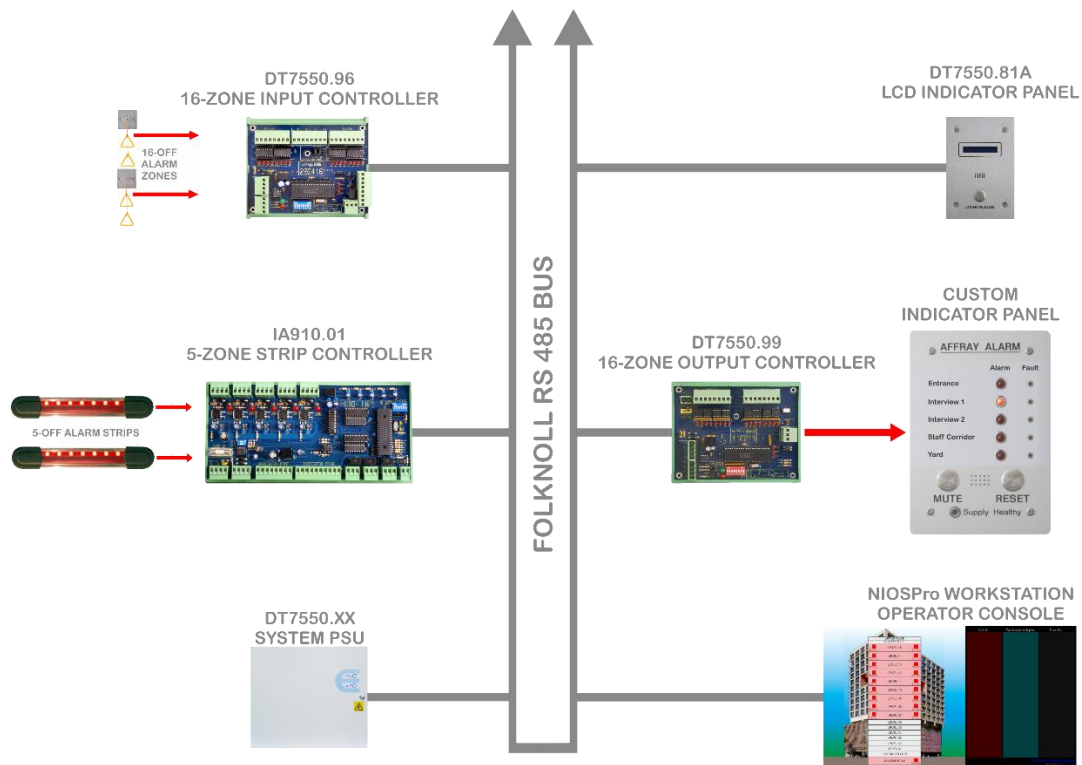 DT7550.96
16-ZONE INPUT CONTROLLER
16-OFF
ALARM
ZONES
IA910.01
5-ZONE STRIP CONTROLLER
5-OFF ALARM STRIPS
DT7550.XX
SYSTEM PSU
FOLKNOLL RS 485 BUS
DT7550.81A
LCD INDICATOR PANEL
DT7550.99
16-ZONE OUTPUT CONTROLLER
CUSTOM
INDICATOR PANEL
AFFRAY ALARM
Alarm Fault
Entrance
Interview 1
Interview 2
Staff Corridor
Yard
MUTE RESET
Supply Healthy
NIOSPro WORKSTATION
OPERATOR CONSOLE